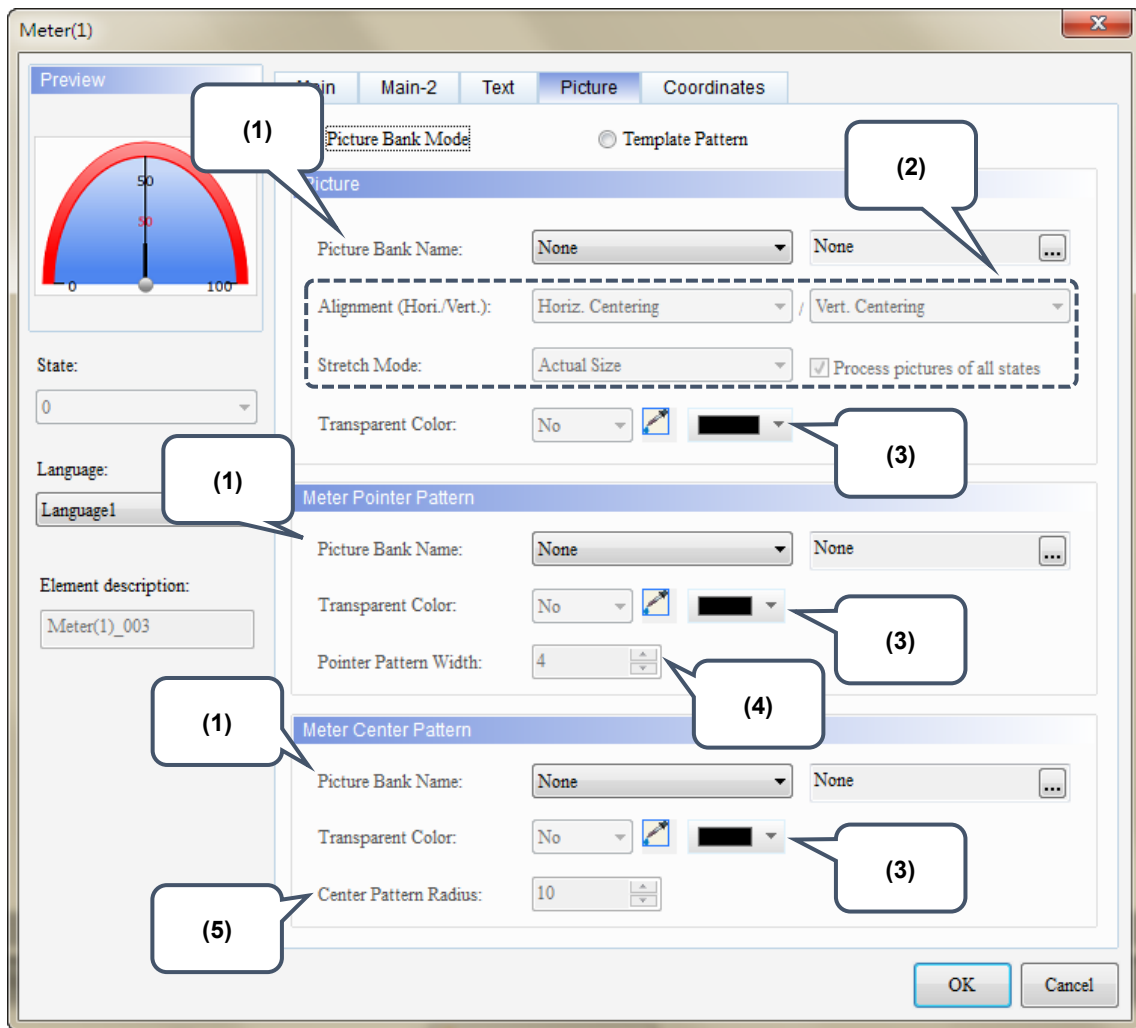 Meter(1)
Preview
50
50
0 100
State:
0
Language:
Language1
Element description:
Meter(1)_003
Main-2 Text Picture Coordinates
(1)
Picture Bank Mode Template Pattern
(2)
Picture
Picture Bank Name: None None ...
Alignment (Hori./Vert.): Horiz. Centering / Vert. Centering
Stretch Mode: Actual Size Process pictures of all states
Transparent Color: No
(3)
(1)
Meter Pointer Pattern
Picture Bank Name: None None ...
Transparent Color: No
(3)
Pointer Pattern Width: 4
(4)
(1)
Meter Center Pattern
Picture Bank Name: None None ...
Transparent Color: No
(3)
Center Pattern Radius: 10
(5)
OK Cancel